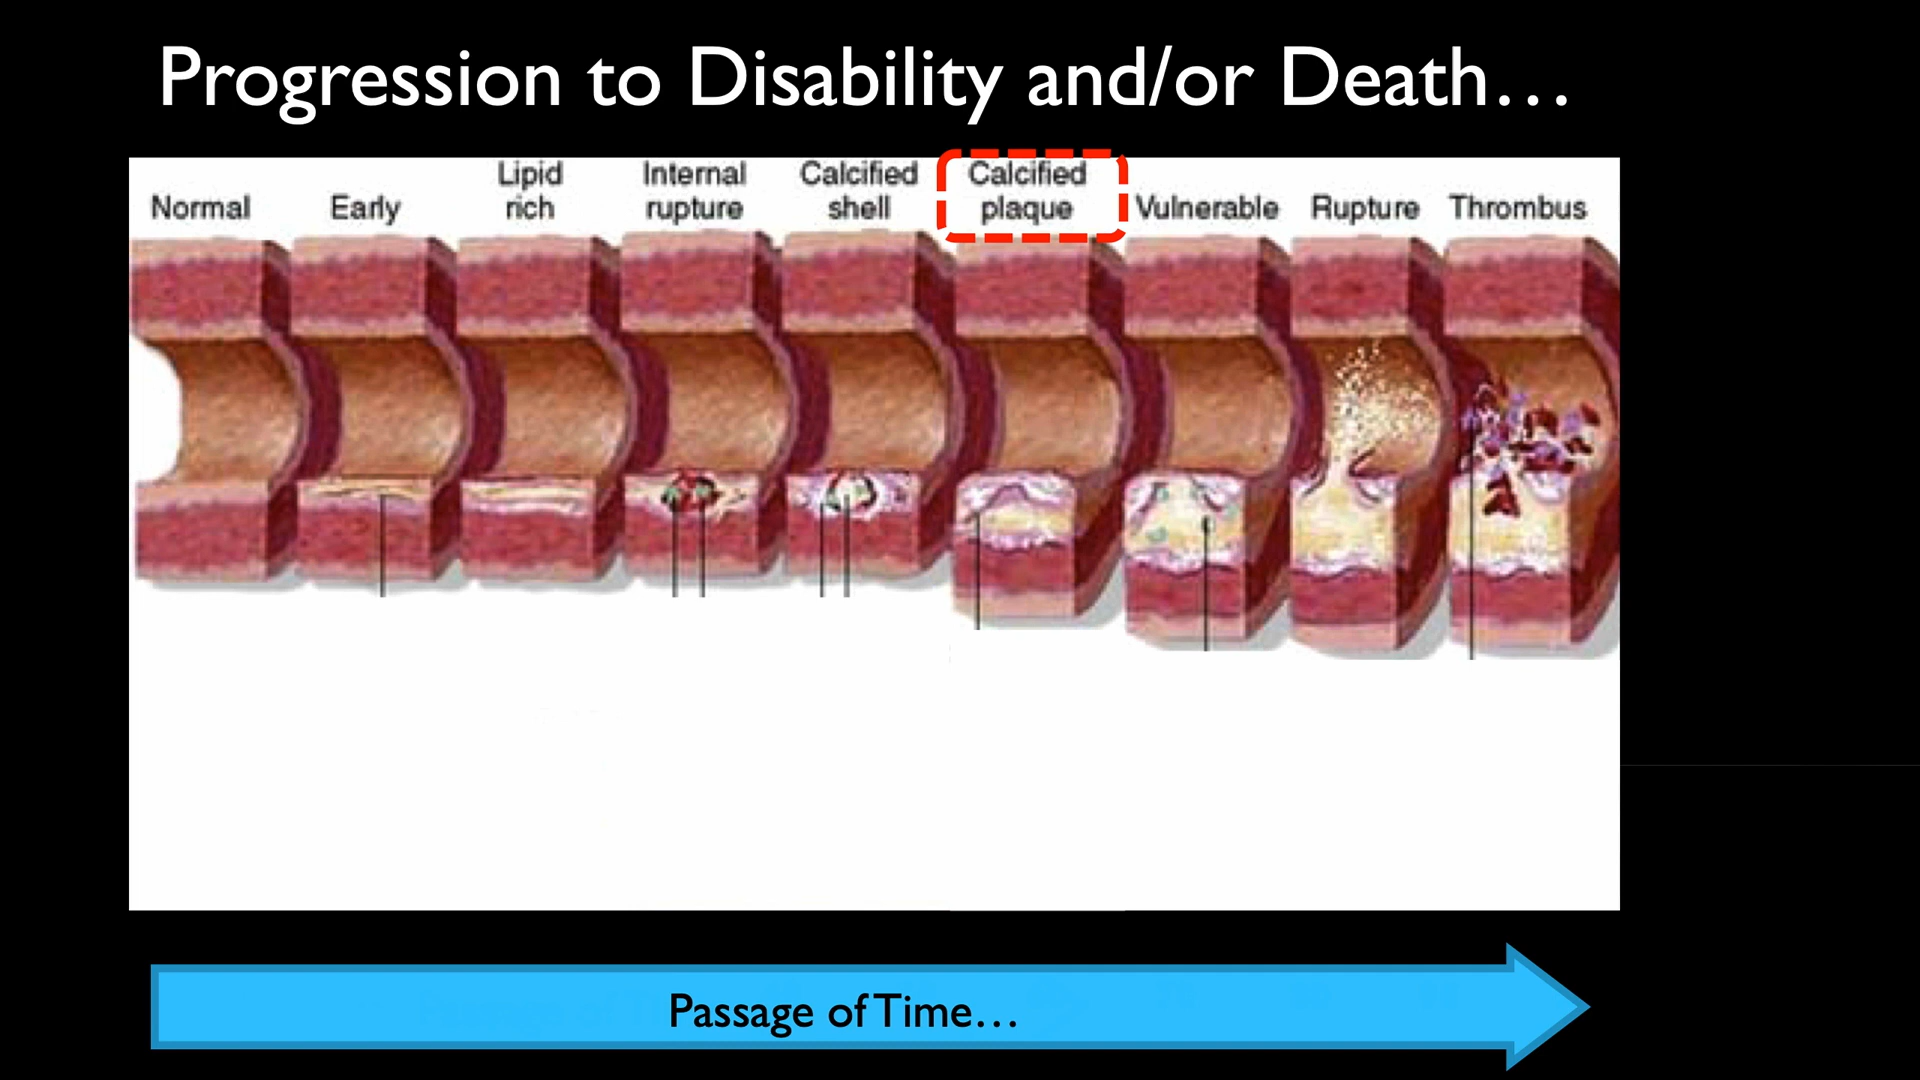 Progression to Disability and/or Death…
Normal
Early
Lipid
rich
Internal
rupture
Calcified
shell
Calcified
plaque
Vulnerable
Rupture
Thrombus
Passage of Time…